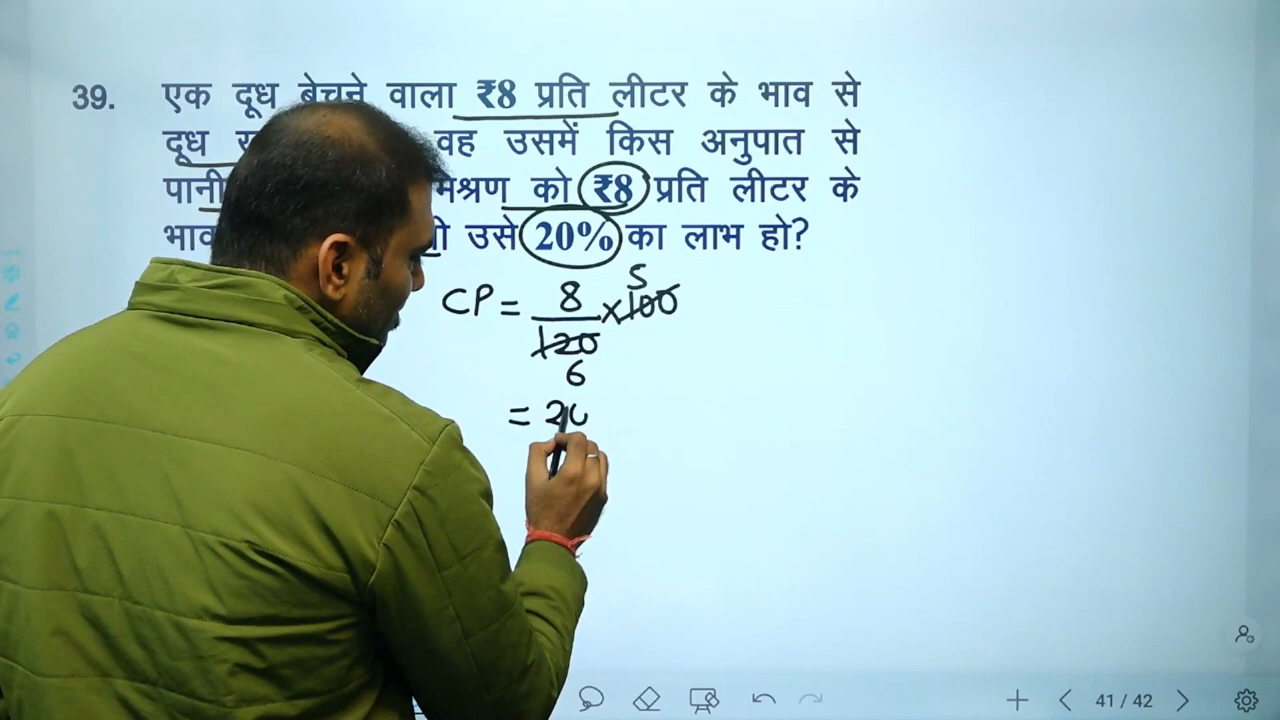 39. एक दूध बेचने वाला ₹8 प्रति लीटर के भाव से
दूध वह उसमें किस अनुपात से
को ₹8 प्रति लीटर के
उसे 20% का लाभ हो?
CP = 8/120 × 100
5
6
= 20
41 / 42